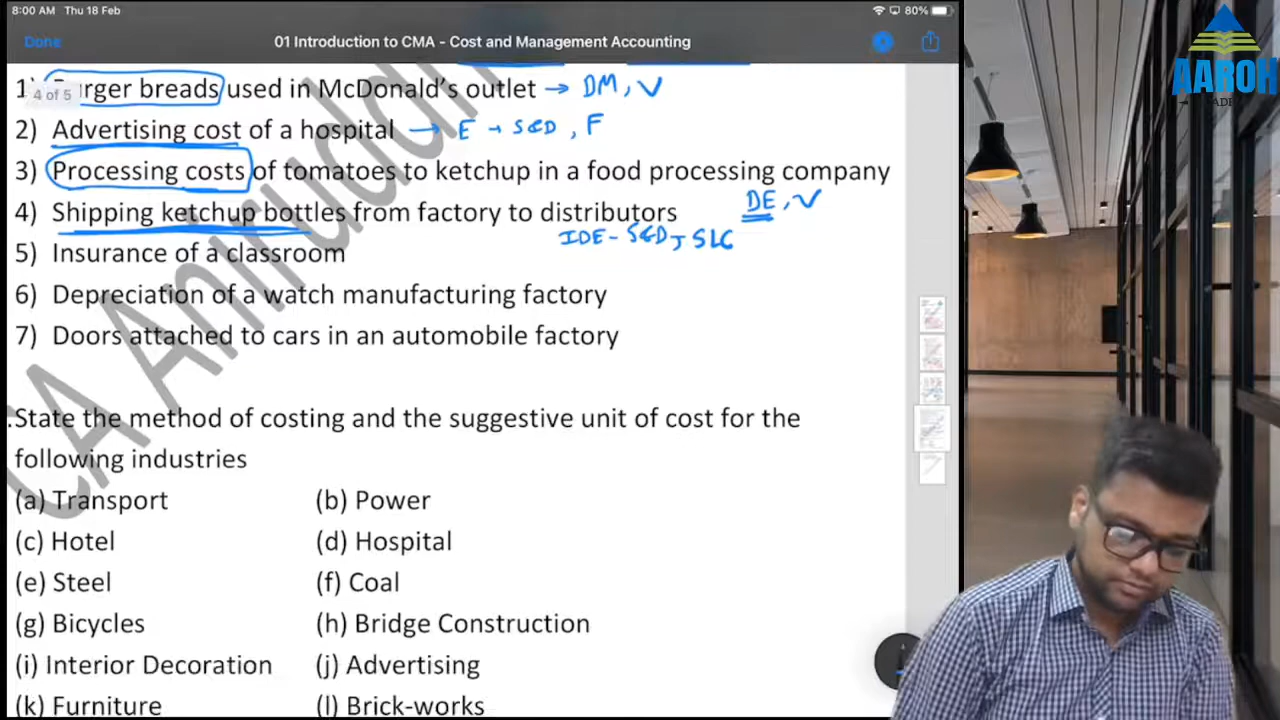 8:00 AM Thu 18 Feb
80%
Done
01 Introduction to CMA - Cost and Management Accounting
AAROH
4 of 5
1) Burger breads used in McDonald's outlet → DM, V
2) Advertising cost of a hospital → E → S&D, F
3) Processing costs of tomatoes to ketchup in a food processing company
DE, V
4) Shipping ketchup bottles from factory to distributors
IDE - S&D, SLC
5) Insurance of a classroom
6) Depreciation of a watch manufacturing factory
7) Doors attached to cars in an automobile factory
CA Aniruddh
.State the method of costing and the suggestive unit of cost for the
following industries
(a) Transport (b) Power
(c) Hotel (d) Hospital
(e) Steel (f) Coal
(g) Bicycles (h) Bridge Construction
(i) Interior Decoration (j) Advertising
(k) Furniture (l) Brick-works